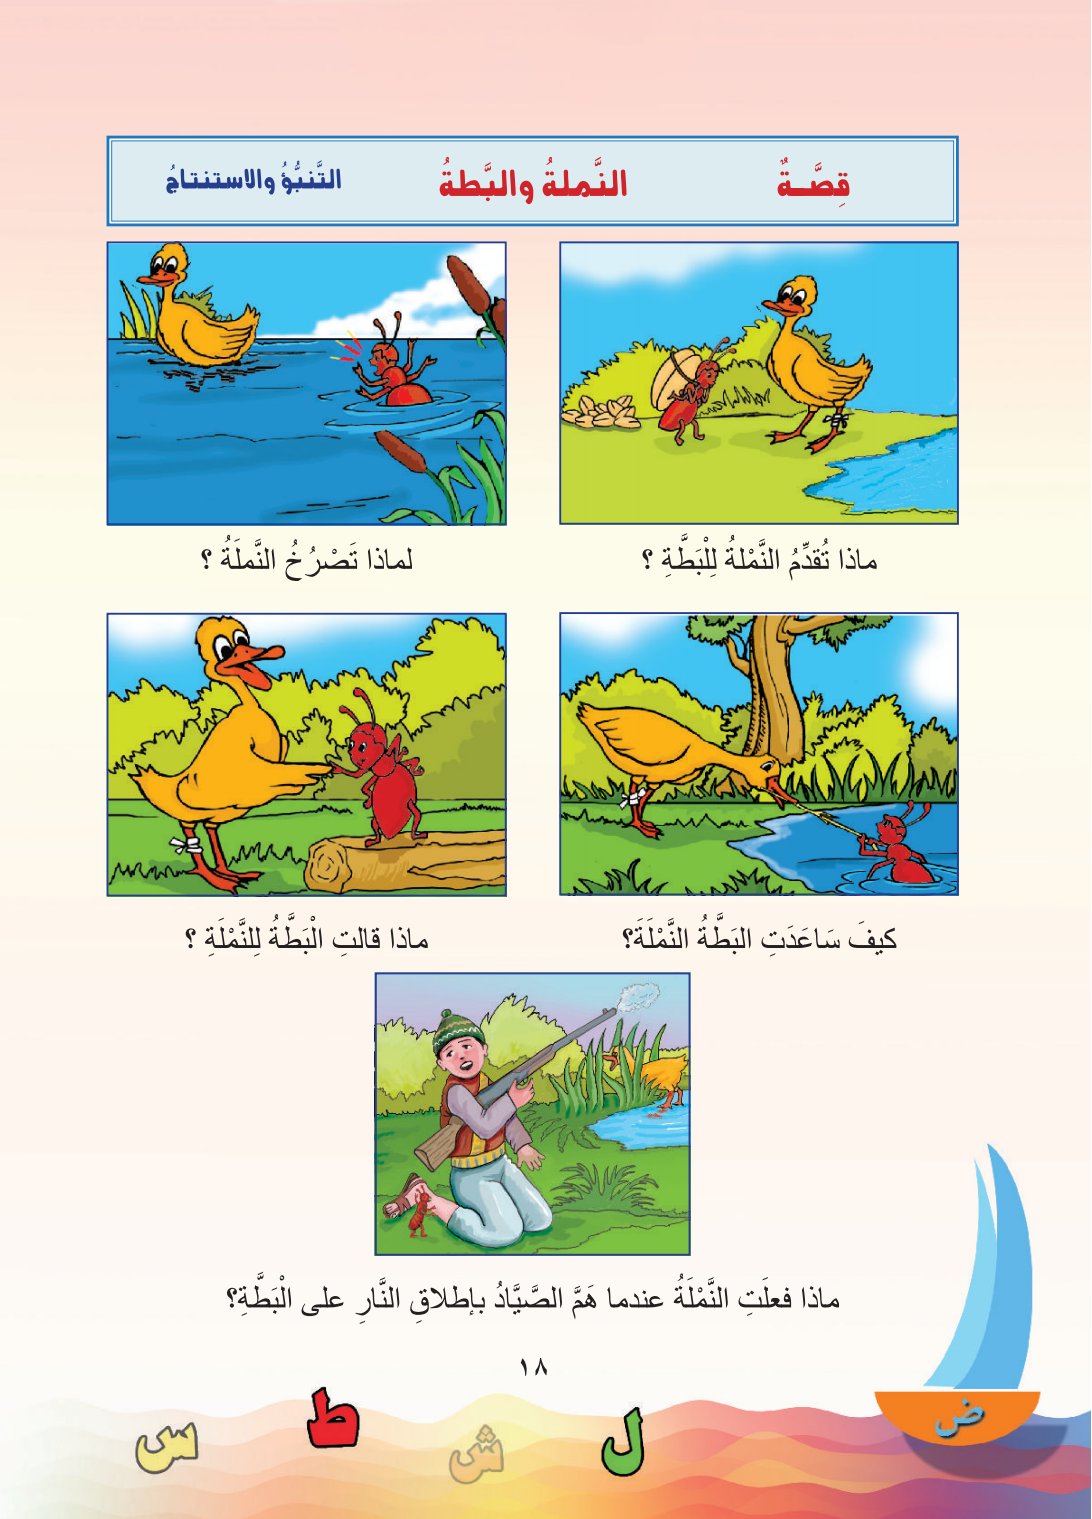 قِصَّـــةٌ
النَّملةُ والبَّطةُ
التَّنبُّؤُ والاستنتاجُ
ماذا تُقدِّمُ النَّمْلةُ لِلْبَطَّةِ ؟
لماذا تَصْرُخُ النَّملَةُ ؟
كيفَ سَاعَدَتِ البَطَّةُ النَّمْلَةَ؟
ماذا قالتِ الْبَطَّةُ لِلنَّمْلَةِ ؟
ماذا فعلَتِ النَّمْلَةُ عندما هَمَّ الصَّيَّادُ بإطلاقِ النَّارِ على الْبَطَّةِ؟
١٨
ض
ل
ش
ط
س